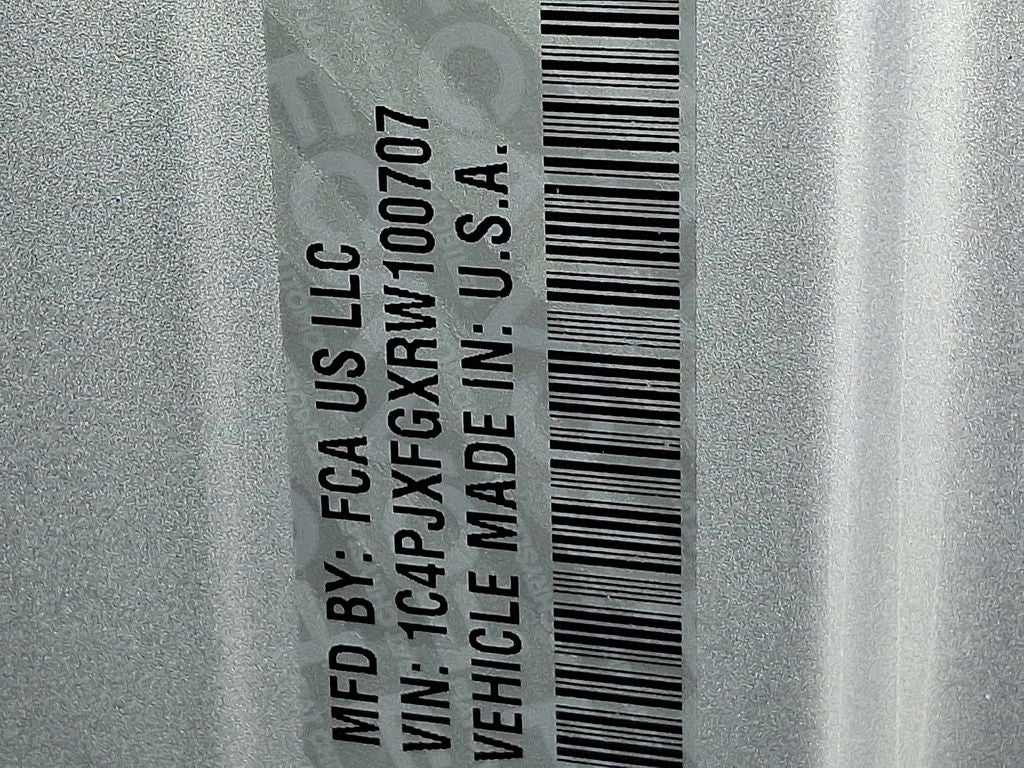 MFD BY: FCA US LLC
VIN: 1C4PJXFGXRW100707
VEHICLE MADE IN: U.S.A.